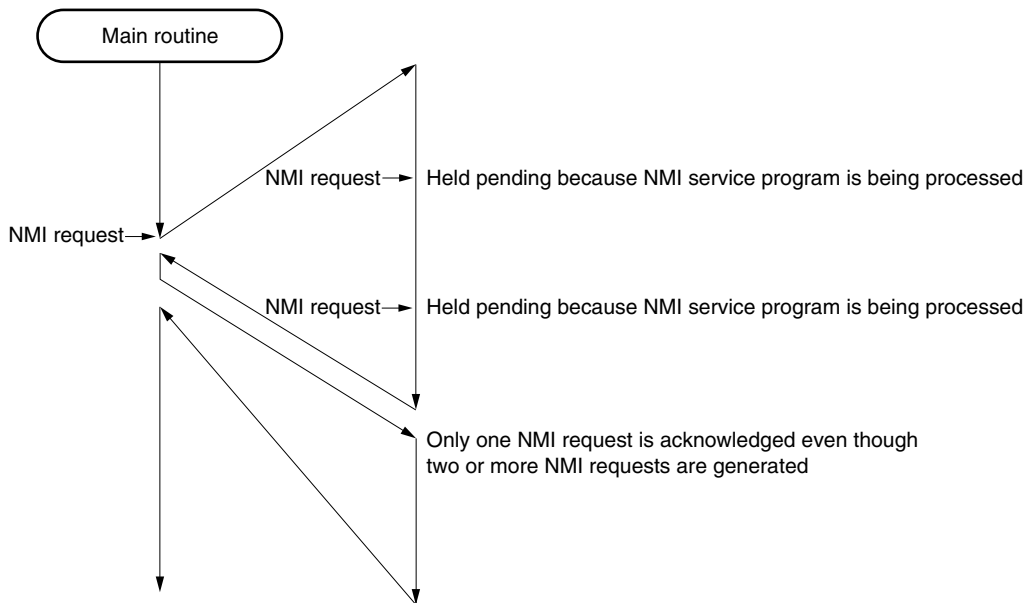 Main routine
NMI request
Held pending because NMI service program is being processed
NMI request
NMI request
Held pending because NMI service program is being processed
Only one NMI request is acknowledged even though
two or more NMI requests are generated